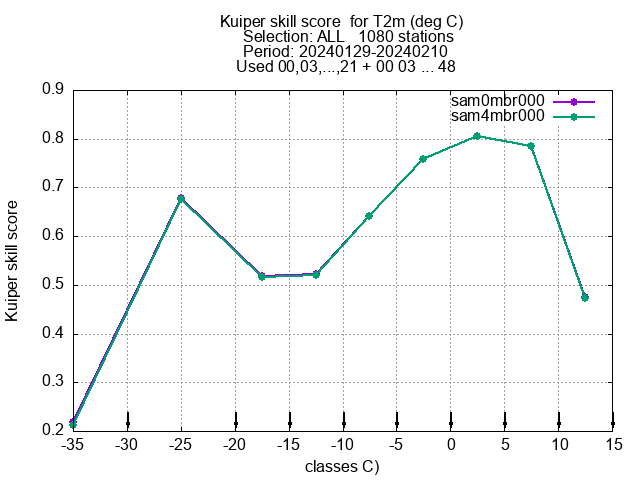 Kuiper skill score  for T2m (deg C)
Selection: ALL   1080 stations
Period: 20240129-20240210
Used 00,03,...,21 + 00 03 ... 48
sam0mbr000
sam4mbr000
0.9
0.8
0.7
0.6
0.5
0.4
0.3
0.2
Kuiper skill score
-35 -30 -25 -20 -15 -10 -5 0 5 10 15
classes C)